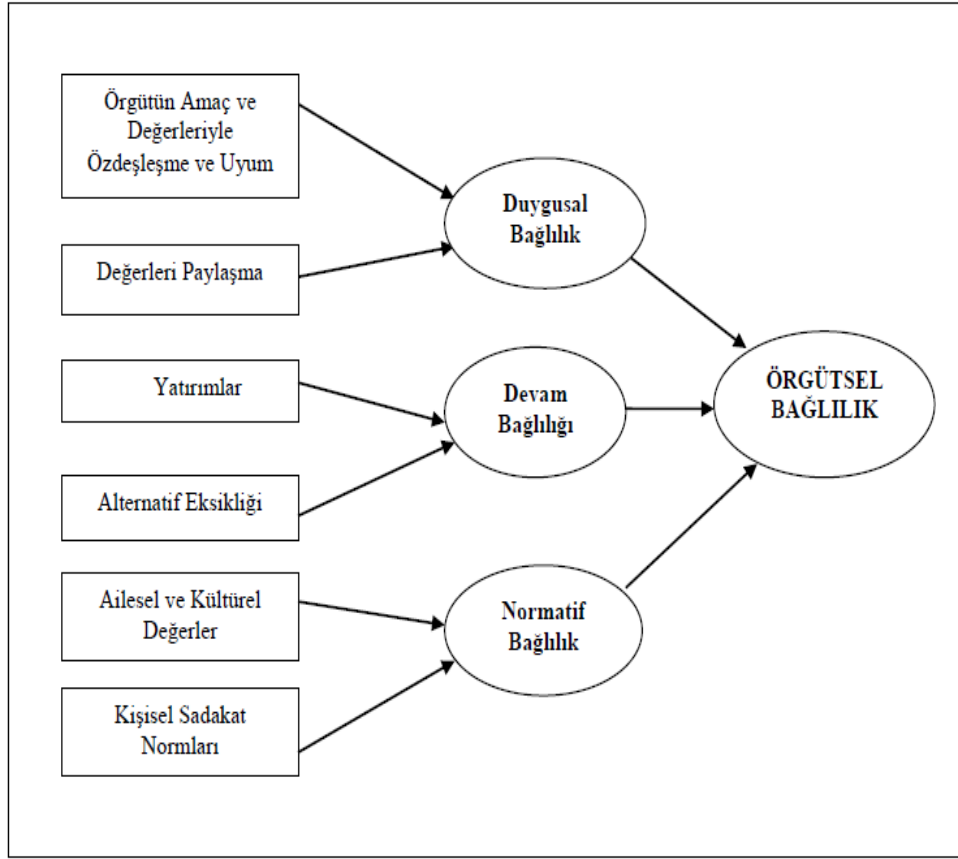 Örgütün Amaç ve
Değerleriyle
Özdeşleşme ve Uyum
Değerleri Paylaşma
Yatırımlar
Alternatif Eksikliği
Ailesel ve Kültürel
Değerler
Kişisel Sadakat
Normları
Duygusal
Bağlılık
Devam
Bağlılığı
Normatif
Bağlılık
ÖRGÜTSEL
BAĞLILIK